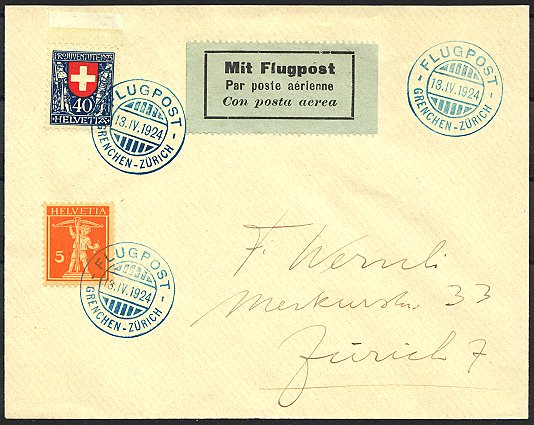 PRO JUVENTUTE
40
HELVETIA
FLUGPOST
13.IV.1924
GRENCHEN-ZÜRICH
Mit Flugpost
Par poste aérienne
Con posta aerea
- FLUGPOST -
13.IV.1924
GRENCHEN-ZÜRICH
HELVETIA
5
FLUGPOST -
13.IV.1924
GRENCHEN-ZÜRICH
F. Wernli
Merkurstr 33
Zürich 7